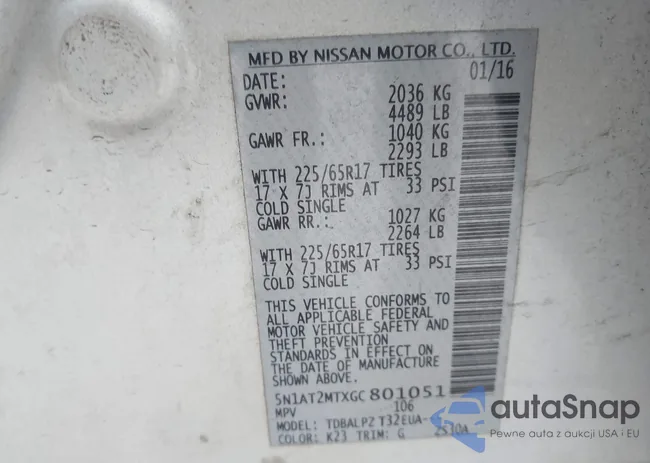 MFD BY NISSAN MOTOR CO., LTD.
DATE: 01/16
GVWR: 2036 KG
4489 LB
GAWR FR.: 1040 KG
2293 LB
WITH 225/65R17 TIRES
17 X 7J RIMS AT 33 PSI
COLD SINGLE
GAWR RR.: 1027 KG
2264 LB
WITH 225/65R17 TIRES
17 X 7J RIMS AT 33 PSI
COLD SINGLE
THIS VEHICLE CONFORMS TO
ALL APPLICABLE FEDERAL
MOTOR VEHICLE SAFETY AND
THEFT PREVENTION
STANDARDS IN EFFECT ON
THE DATE OF MANUFACTURE
SHOWN ABOVE.
5N1AT2MTXGC801051
MPV 106
MODEL: TDBALPZ T32EUA-
COLOR: K23 TRIM: G
autoSnap
Pewne auta z aukcji USA i EU